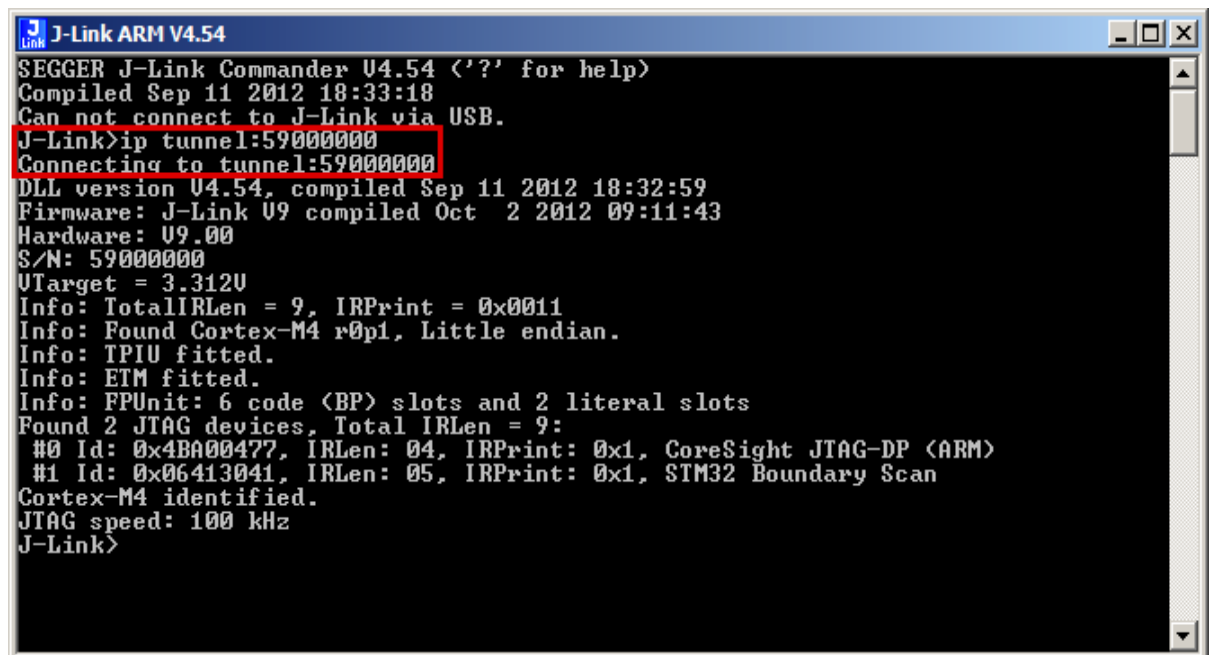 J-Link ARM V4.54
SEGGER J-Link Commander V4.54 ('?' for help)
Compiled Sep 11 2012 18:33:18
Can not connect to J-Link via USB.
J-Link>ip tunnel:59000000
Connecting to tunnel:59000000
DLL version V4.54, compiled Sep 11 2012 18:32:59
Firmware: J-Link V9 compiled Oct  2 2012 09:11:43
Hardware: V9.00
S/N: 59000000
VTarget = 3.312V
Info: TotalIRLen = 9, IRPrint = 0x0011
Info: Found Cortex-M4 r0p1, Little endian.
Info: TPIU fitted.
Info: ETM fitted.
Info: FPUnit: 6 code (BP) slots and 2 literal slots
Found 2 JTAG devices, Total IRLen = 9:
 #0 Id: 0x4BA00477, IRLen: 04, IRPrint: 0x1, CoreSight JTAG-DP (ARM)
 #1 Id: 0x06413041, IRLen: 05, IRPrint: 0x1, STM32 Boundary Scan
Cortex-M4 identified.
JTAG speed: 100 kHz
J-Link>